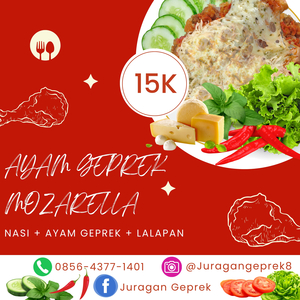 15K
AYAM GEPREK
MOZARELLA
NASI + AYAM GEPREK + LALAPAN
0856-4377-1401
@Juragangeprek8
Juragan Geprek